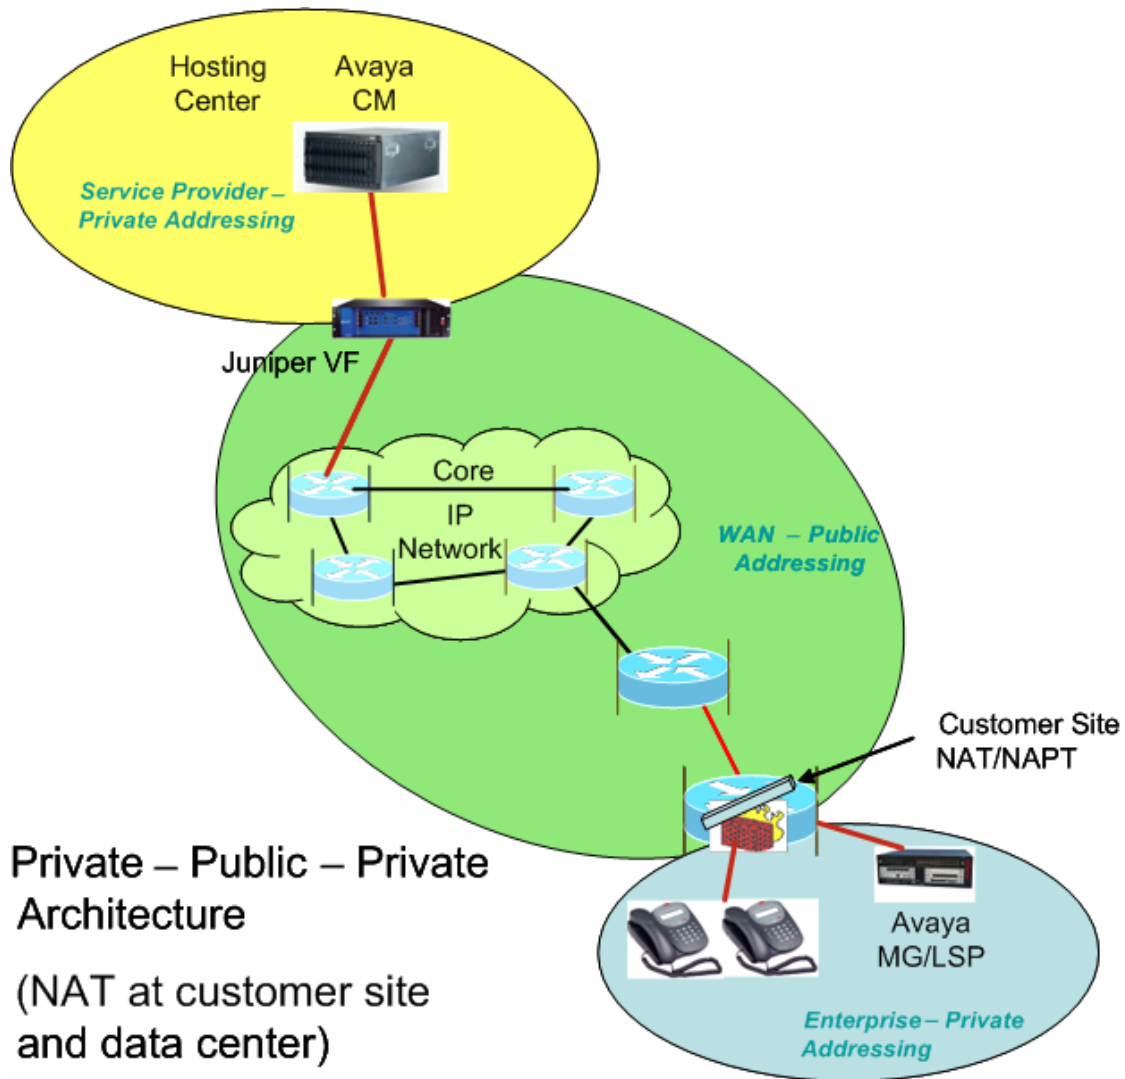 Hosting
Center
Avaya
CM
Service Provider –
Private Addressing
Juniper VF
Core
IP
Network
WAN – Public
Addressing
Customer Site
NAT/NAPT
Private – Public – Private
Architecture
(NAT at customer site
and data center)
Avaya
MG/LSP
Enterprise – Private
Addressing